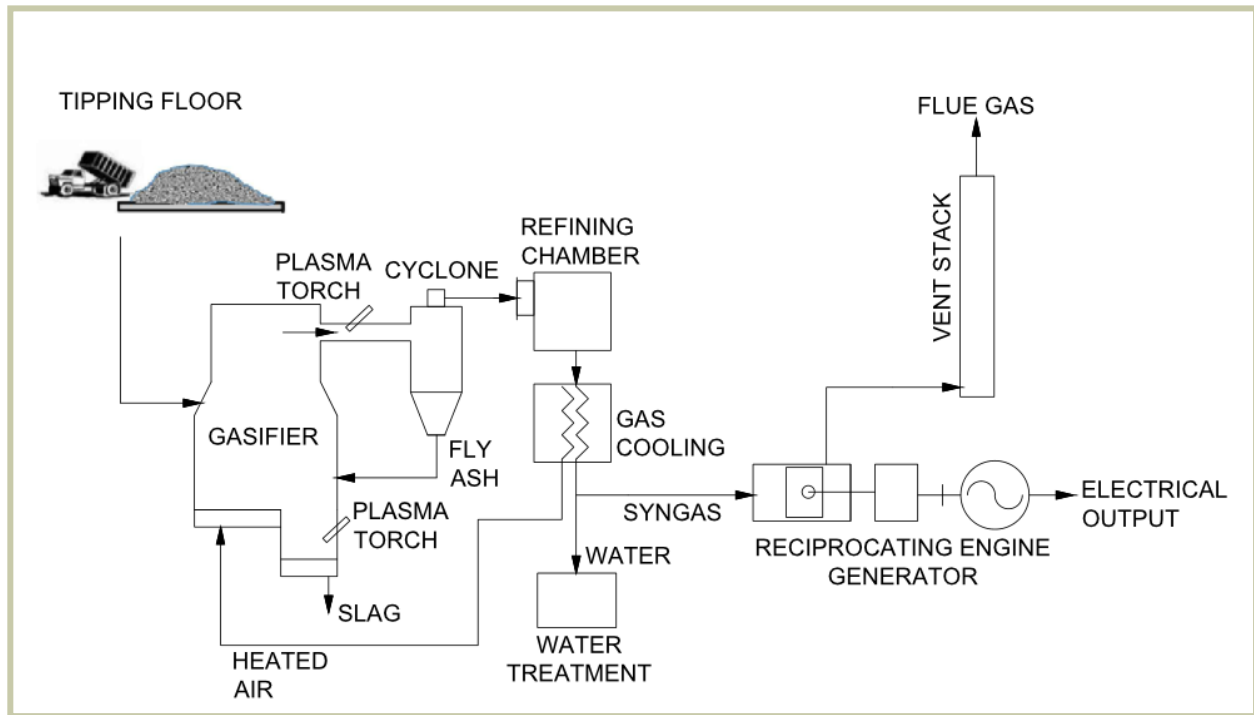 TIPPING FLOOR
FLUE GAS
VENT STACK
REFINING
CHAMBER
PLASMA
TORCH
CYCLONE
GASIFIER
FLY
ASH
GAS
COOLING
PLASMA
TORCH
SYNGAS
ELECTRICAL
OUTPUT
WATER
RECIPROCATING ENGINE
GENERATOR
SLAG
WATER
TREATMENT
HEATED
AIR